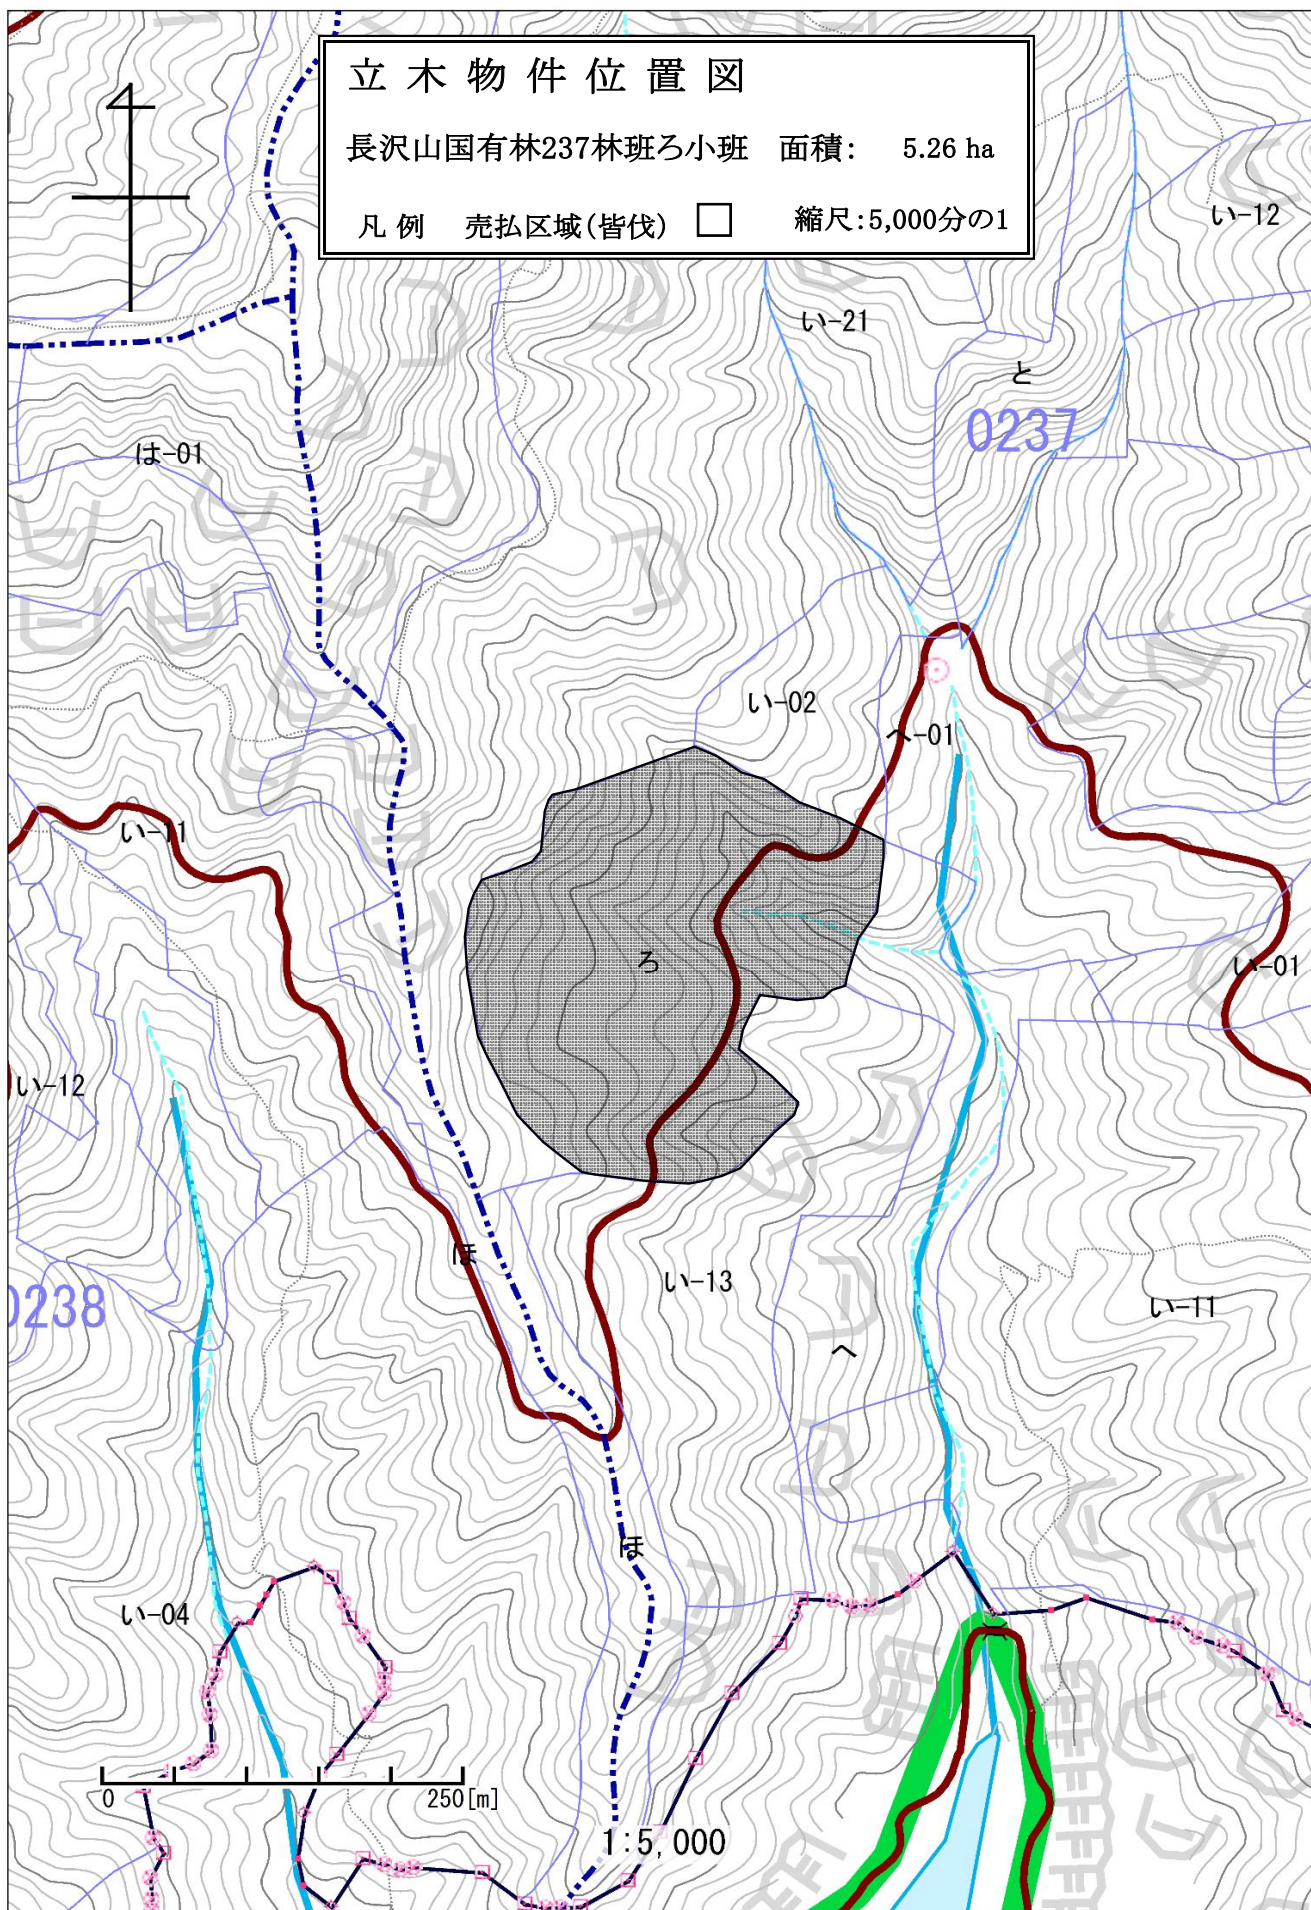 立木物件位置図
長沢山国有林237林班ろ小班 面積: 5.26 ha
凡例 売払区域(皆伐) □ 縮尺:5,000分の1
い-12
い-21
と
0237
は-01
い-02
へ-01
い-11
ろ
い-01
い-12
ほ
い-13
0238
い-11
へ
ほ
い-04
0 250[m]
1:5,000